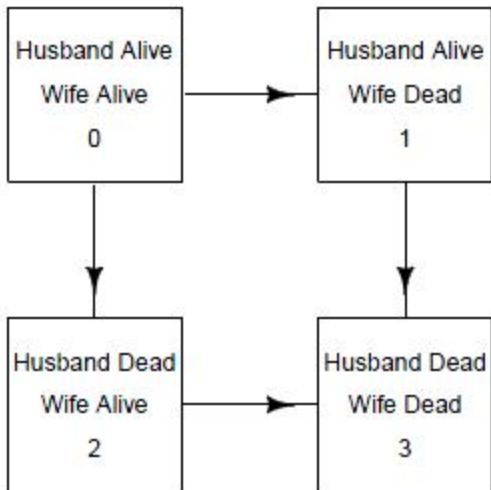 Husband Alive
Wife Alive
0
Husband Alive
Wife Dead
1
Husband Dead
Wife Alive
2
Husband Dead
Wife Dead
3